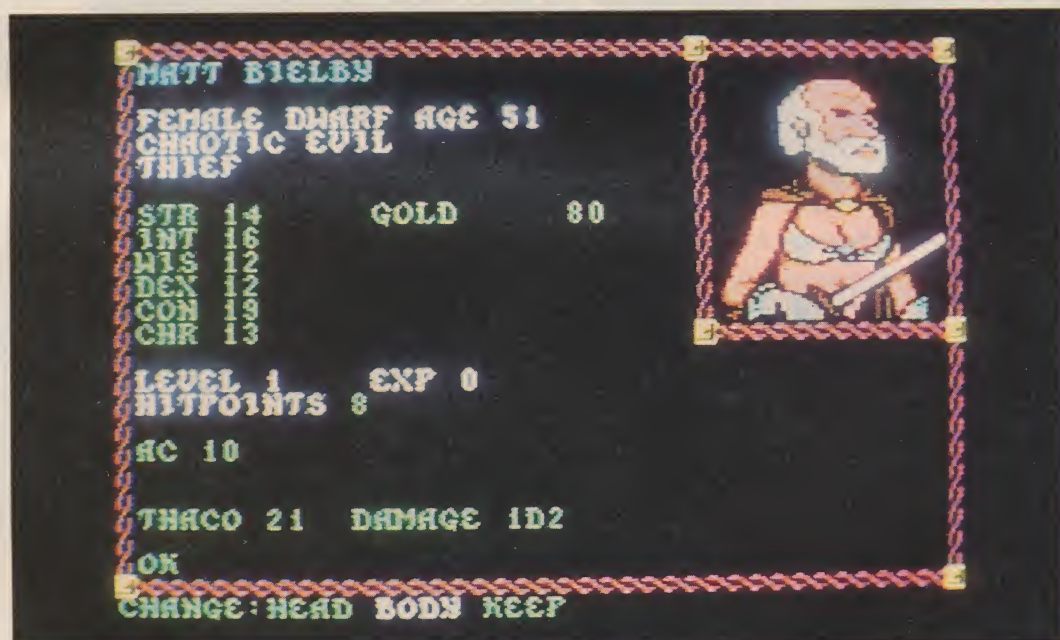 MATT BIELBY
FEMALE DWARF AGE 51
CHAOTIC EVIL
THIEF
STR 14 GOLD 80
INT 16
WIS 12
DEX 12
CON 19
CHR 13
LEVEL 1 EXP 0
HITPOINTS 8
AC 10
THACO 21 DAMAGE 1D2
OK
CHANGE: HEAD BODY KEEP